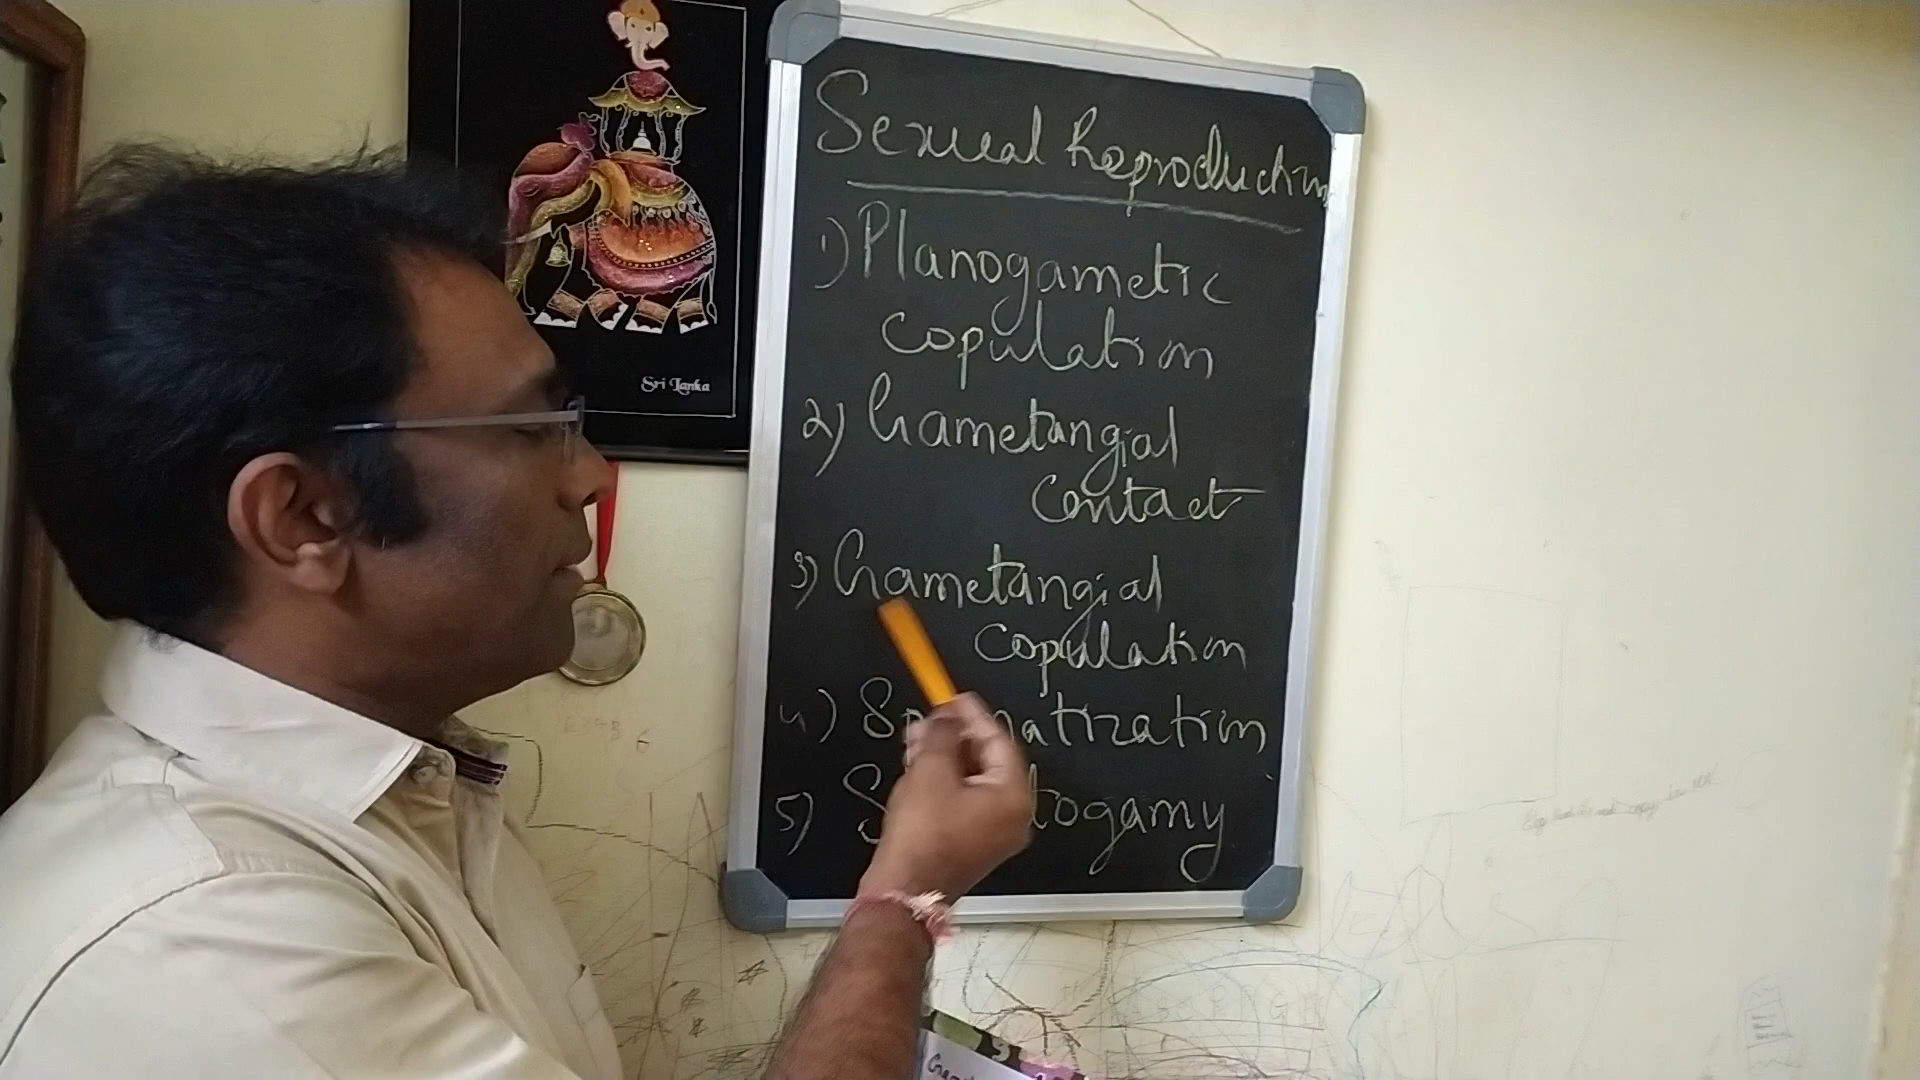 Sri Lanka
Sexual Reproduction
1) Planogametic
copulation
2) Gametangial
Contact
3) Gametangial
copulation
4)
5)